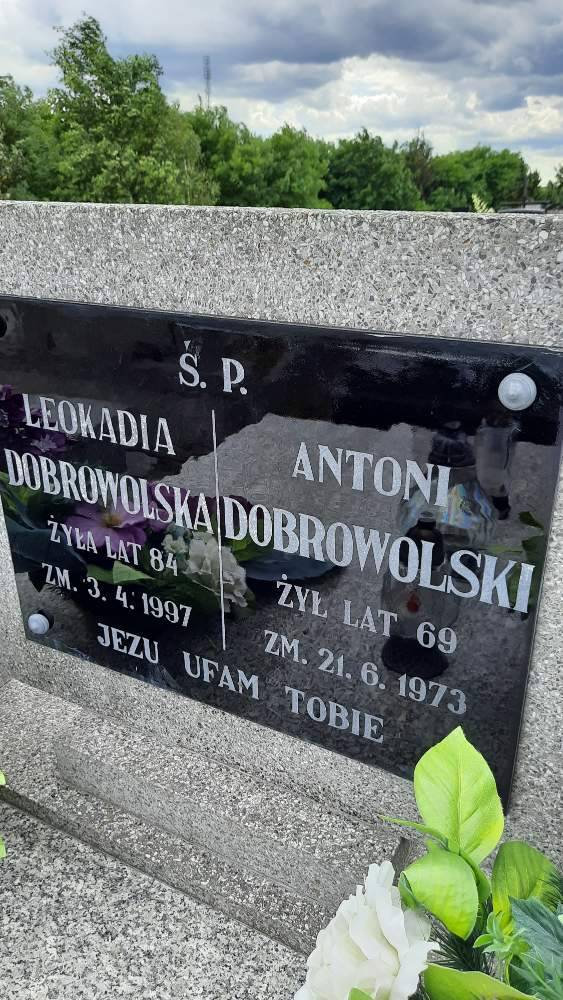 Ś. P.
LEOKADIA
DOBROWOLSKA
ŻYŁA LAT 84
ZM. 3. 4. 1997
ANTONI
DOBROWOLSKI
ŻYŁ LAT 69
ZM. 21. 6. 1973
JEZU UFAM TOBIE